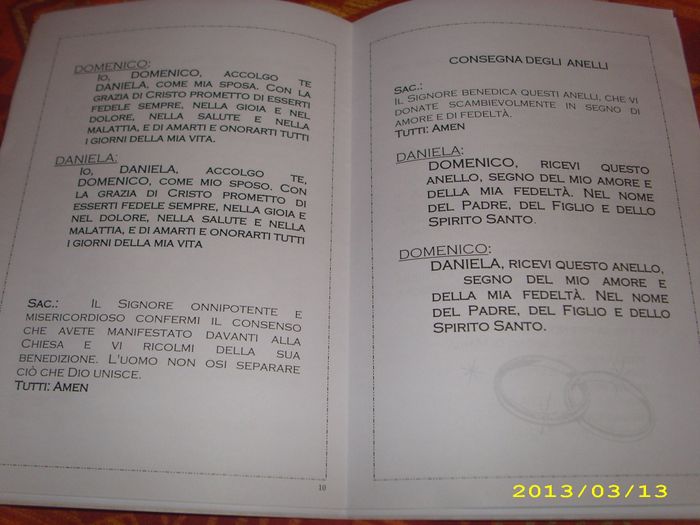 DOMENICO:
IO, DOMENICO, ACCOLGO TE
DANIELA, COME MIA SPOSA. CON LA
GRAZIA DI CRISTO PROMETTO DI ESSERTI
FEDELE SEMPRE, NELLA GIOIA E NEL
DOLORE, NELLA SALUTE E NELLA
MALATTIA, E DI AMARTI E ONORARTI TUTTI
I GIORNI DELLA MIA VITA.
DANIELA:
IO, DANIELA, ACCOLGO TE,
DOMENICO, COME MIO SPOSO. CON
LA GRAZIA DI CRISTO PROMETTO DI
ESSERTI FEDELE SEMPRE, NELLA GIOIA E
NEL DOLORE, NELLA SALUTE E NELLA
MALATTIA, E DI AMARTI E ONORARTI TUTTI
I GIORNI DELLA MIA VITA
SAC.: IL SIGNORE ONNIPOTENTE E
MISERICORDIOSO CONFERMI IL CONSENSO
CHE AVETE MANIFESTATO DAVANTI ALLA
CHIESA E VI RICOLMI DELLA SUA
BENEDIZIONE. L'UOMO NON OSI SEPARARE
CIÒ CHE DIO UNISCE.
TUTTI: AMEN
10
CONSEGNA DEGLI ANELLI
SAC.:
IL SIGNORE BENEDICA QUESTI ANELLI, CHE VI
DONATE SCAMBIEVOLMENTE IN SEGNO DI
AMORE E DI FEDELTÀ.
TUTTI: AMEN
DANIELA:
DOMENICO, RICEVI QUESTO
ANELLO, SEGNO DEL MIO AMORE E
DELLA MIA FEDELTÀ. NEL NOME
DEL PADRE, DEL FIGLIO E DELLO
SPIRITO SANTO.
DOMENICO:
DANIELA, RICEVI QUESTO ANELLO,
SEGNO DEL MIO AMORE E
DELLA MIA FEDELTÀ. NEL NOME
DEL PADRE, DEL FIGLIO E DELLO
SPIRITO SANTO.
2013/03/13